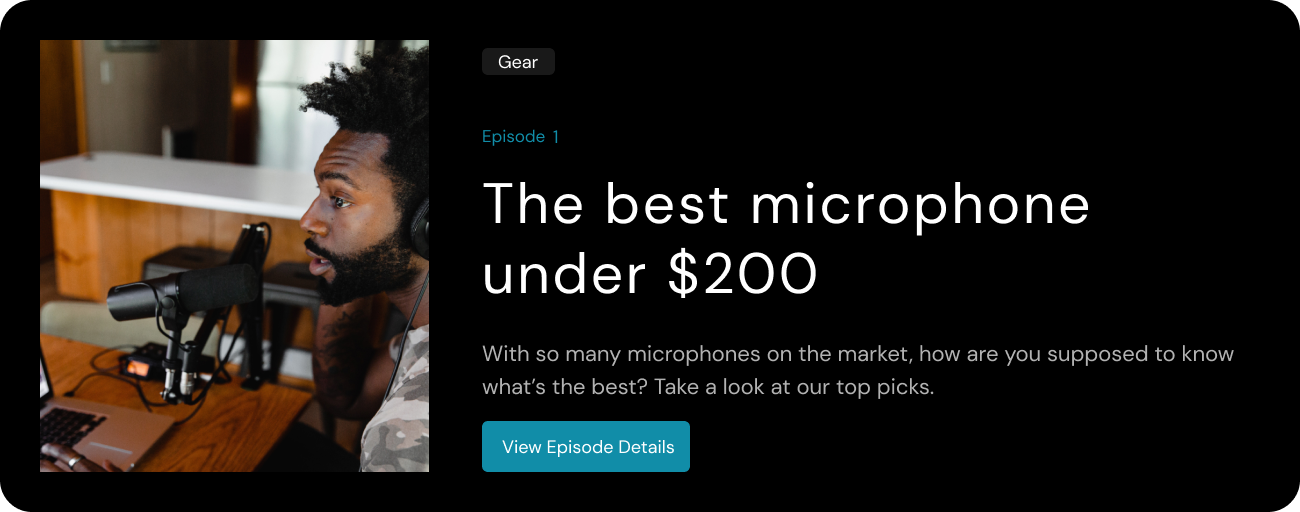 Gear
Episode 1
The best microphone
under $200
With so many microphones on the market, how are you supposed to know
what’s the best? Take a look at our top picks.
View Episode Details